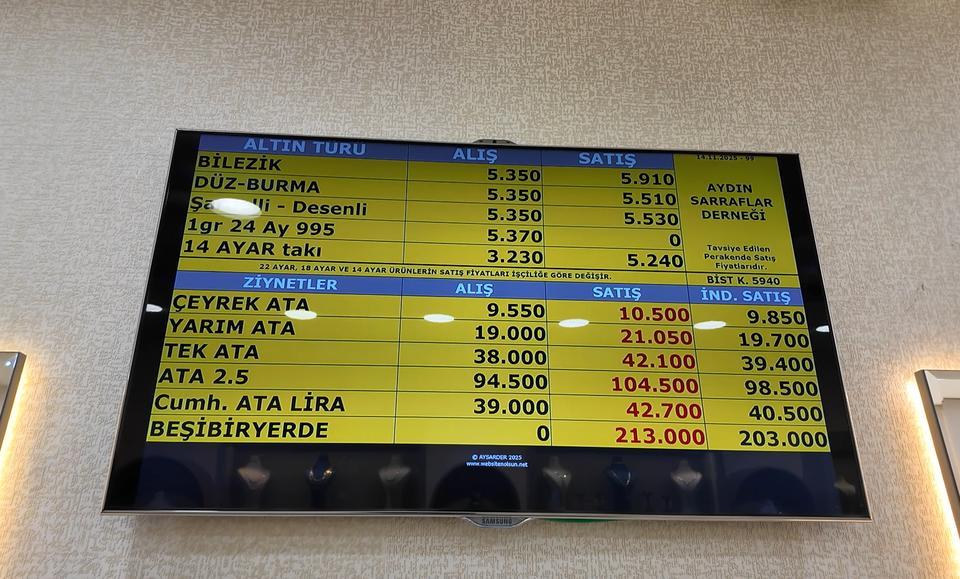 ALTIN TURU ALIŞ SATIŞ
BİLEZİK 5.350 5.910
DÜZ-BURMA 5.350 5.510
- Desenli 5.350 5.530
1gr 24 Ay 995 5.370 0
14 AYAR takı 3.230 5.240
AYDIN
SARRAFLAR
DERNEĞİ
Tavsiye Edilen
Perakende Satış
Fiyatlarıdır.
22 AYAR, 18 AYAR VE 14 AYAR ÜRÜNLERİN SATIŞ FİYATLARI İŞÇİLİĞE GÖRE DEĞİŞİR.
BİST K. 5940
ZİYNETLER ALIŞ SATIŞ İND. SATIŞ
ÇEYREK ATA 9.550 10.500 9.850
YARIM ATA 19.000 21.050 19.700
TEK ATA 38.000 42.100 39.400
ATA 2.5 94.500 104.500 98.500
Cumh. ATA LİRA 39.000 42.700 40.500
BEŞİBİRYERDE 0 213.000 203.000
© AYSARDER 2025
www.websitenolsun.net
SAMSUNG